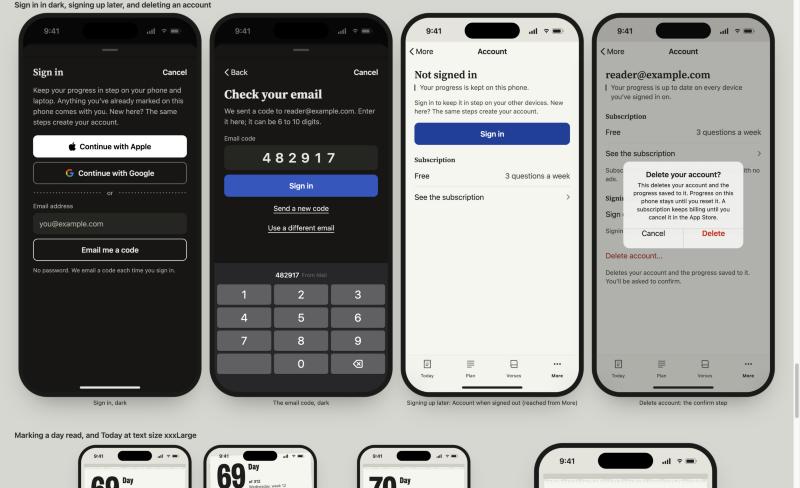 Sign in in dark, signing up later, and deleting an account
9:41
Sign in
Cancel
Keep your progress in step on your phone and
laptop. Anything you've already marked on this
phone comes with you. New here? The same
steps create your account.
Continue with Apple
Continue with Google
or
Email address
you@example.com
Email me a code
No password. We email a code each time you sign in.
Sign in, dark
9:41
Back
Cancel
Check your email
We sent a code to reader@example.com. Enter
it here; it can be 6 to 10 digits.
Email code
482917
Sign in
Send a new code
Use a different email
482917 From Mail
1
2
3
4
5
6
7
8
9
0
The email code, dark
9:41
More
Account
Not signed in
Your progress is kept on this phone.
Sign in to keep it in step on your other devices. New
here? The same steps create your account.
Sign in
Subscription
Free
3 questions a week
See the subscription
Today
Plan
Verses
More
Signing up later: Account when signed out (reached from More)
9:41
More
Account
reader@example.com
Your progress is up to date on every device
you've signed in on.
Subscription
Free
3 questions a week
See the subscription
Delete your account?
This deletes your account and the
progress saved to it. Progress on this
phone stays until you reset it. A
subscription keeps billing until you
cancel it in the App Store.
Cancel
Delete
Delete account...
Deletes your account and the progress saved to it.
You'll be asked to confirm.
Today
Plan
Verses
More
Delete account: the confirm step
Marking a day read, and Today at text size xxxLarge
9:41
69
Day
9:41
69
Day
of 312
Wednesday, week 12
9:41
70
Day
9:41